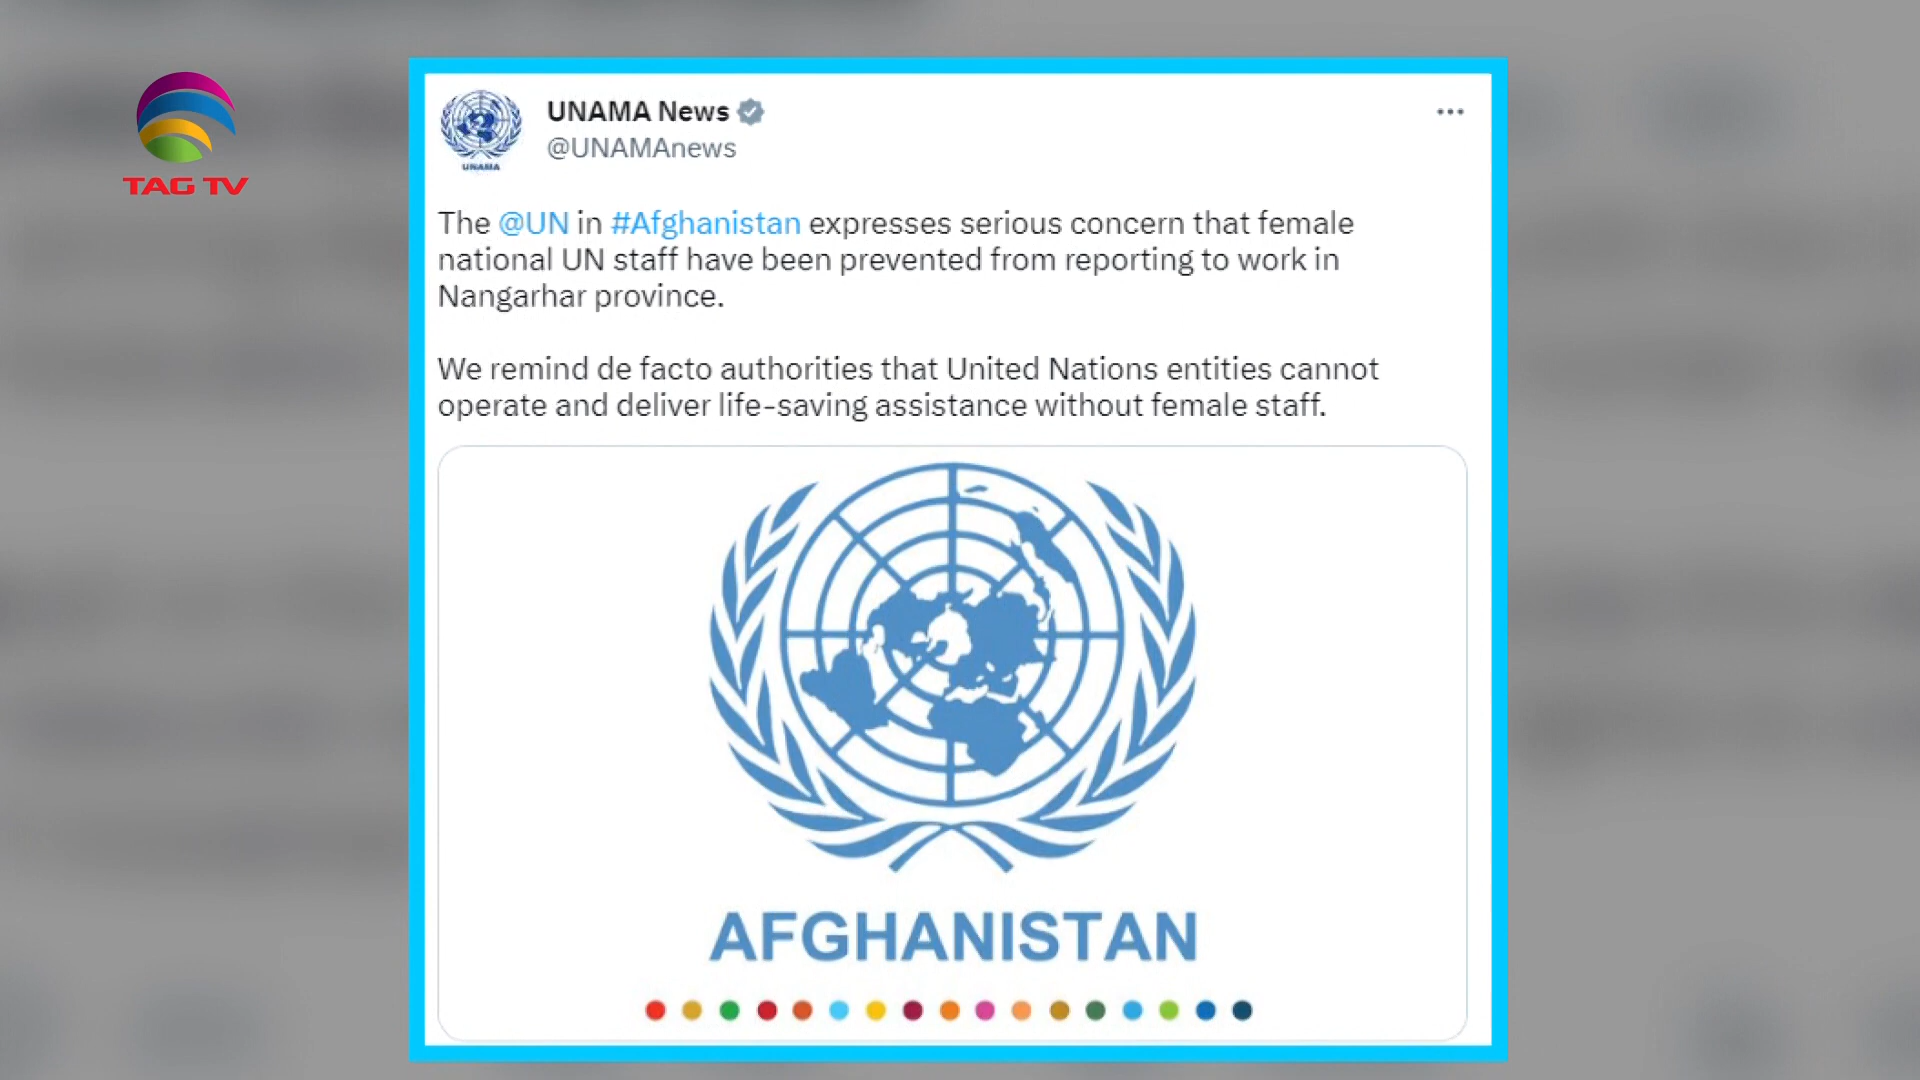 TAG TV
UNAMA News
@UNAMAnews
UNAMA
The @UN in #Afghanistan expresses serious concern that female
national UN staff have been prevented from reporting to work in
Nangarhar province.
We remind de facto authorities that United Nations entities cannot
operate and deliver life-saving assistance without female staff.
AFGHANISTAN